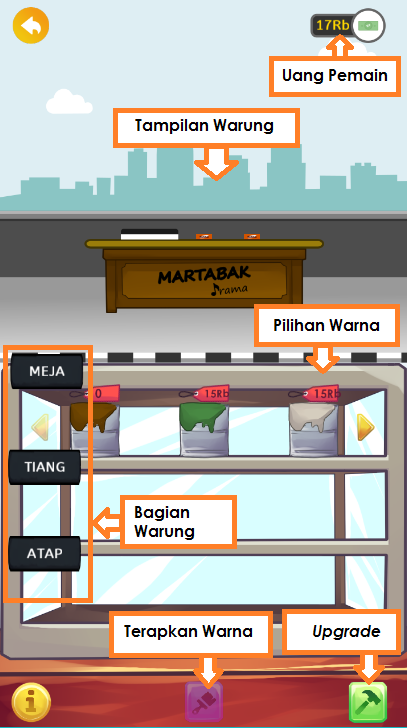 17Rb
Uang Pemain
Tampilan Warung
MARTABAK
rama
Pilihan Warna
MEJA
0
15Rb
15Rb
TIANG
Bagian
Warung
ATAP
Terapkan Warna
Upgrade
i